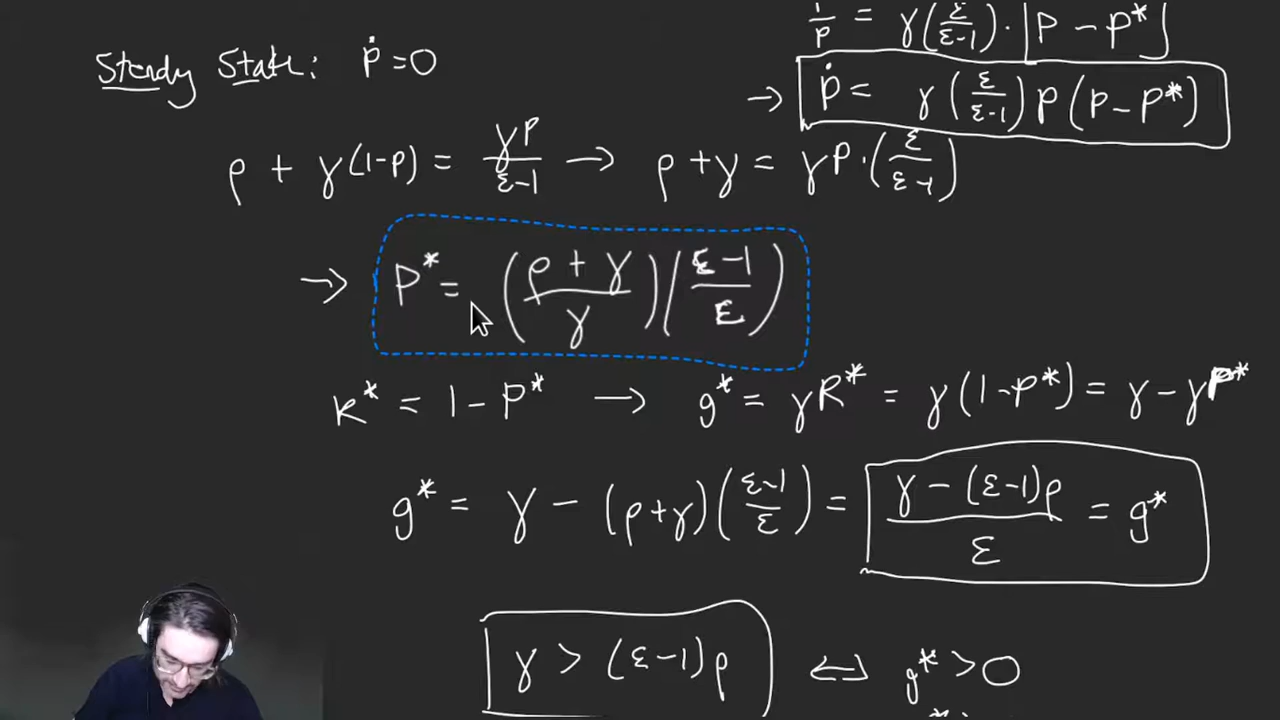 Steady State: Ṗ = 0
1/P = γ(ε/ε-1)·[P - P*]
→ Ṗ = γ(ε/ε-1)P(P - P*)
ρ + γ(1-P) = γP/ε-1 → ρ + γ = γP·(ε/ε-1)
→ P* = (ρ + γ/γ)(ε-1/ε)
R* = 1 - P* → g* = γR* = γ(1-P*) = γ - γP*
g* = γ - (ρ+γ)(ε-1/ε) = γ - (ε-1)ρ/ε = g*
γ > (ε-1)ρ ⟺ g* > 0